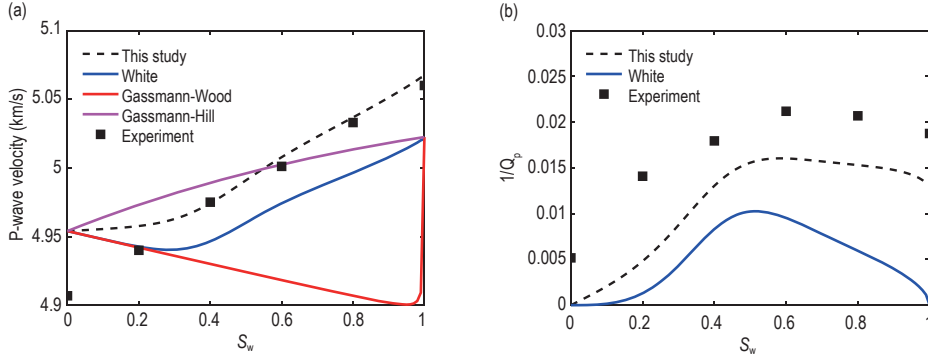 (a)
5.1
5.05
5
4.95
4.9
P-wave velocity (km/s)
This study
White
Gassmann-Wood
Gassmann-Hill
Experiment
0 0.2 0.4 0.6 0.8 1
Sw
(b)
0.03
0.025
0.02
0.015
0.01
0.005
0
1/Qp
This study
White
Experiment
0 0.2 0.4 0.6 0.8 1
Sw